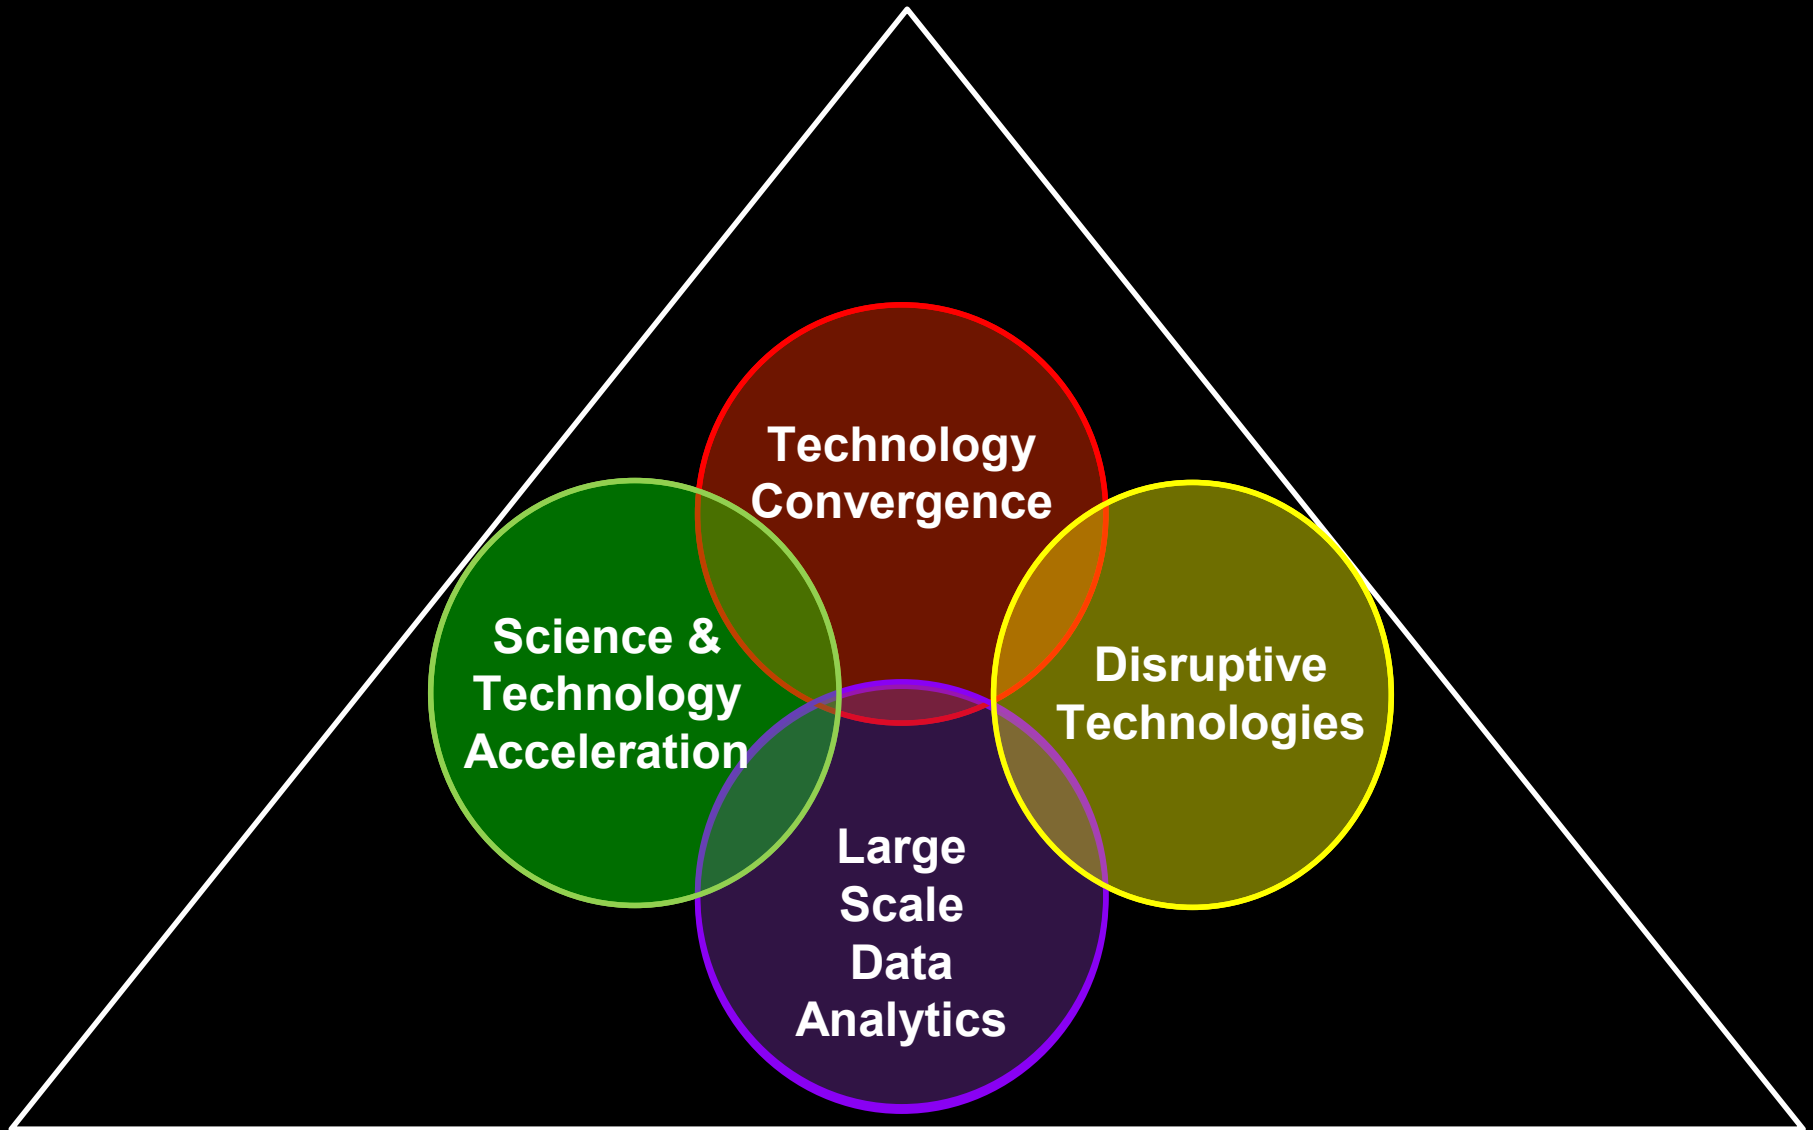 Technology
Convergence
Science &
Technology
Acceleration
Disruptive
Technologies
Large
Scale
Data
Analytics